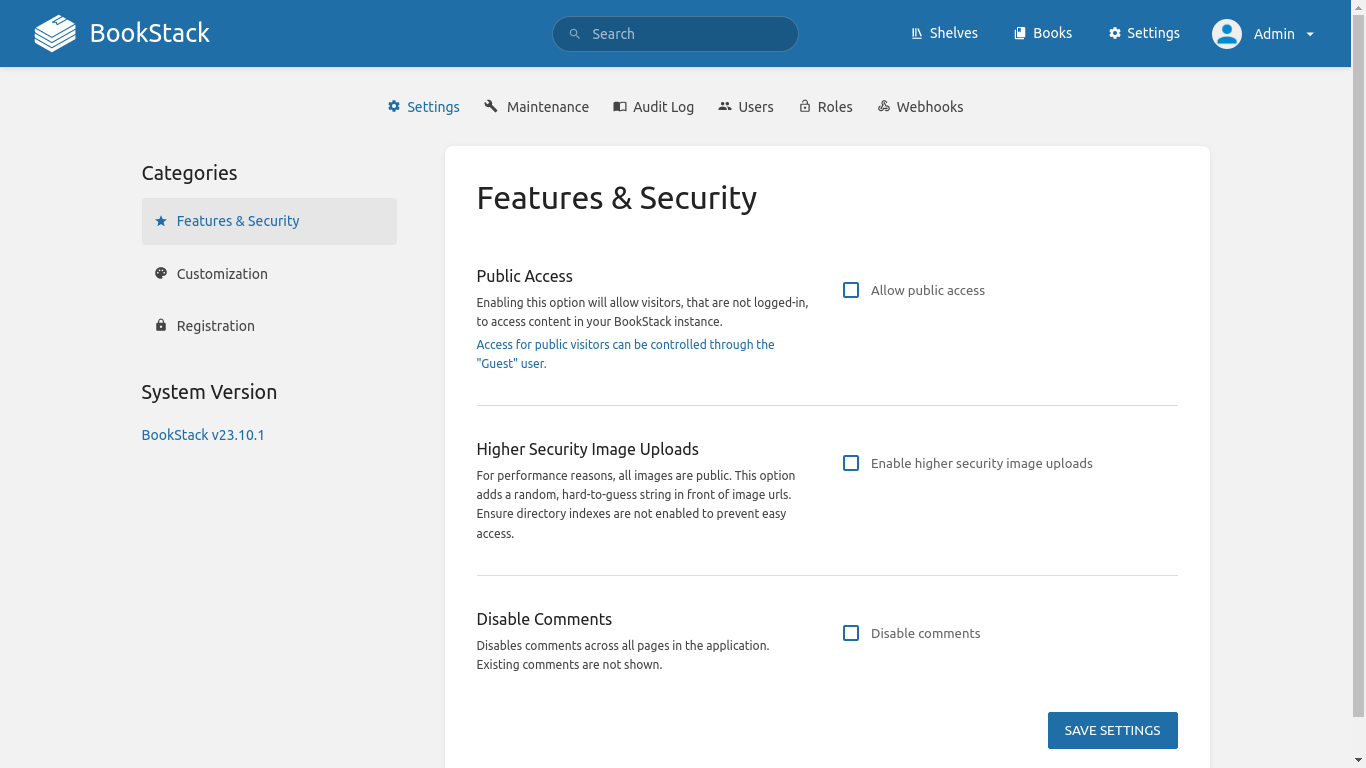 BookStack
Search
Shelves
Books
Settings
Admin
Settings
Maintenance
Audit Log
Users
Roles
Webhooks
Categories
Features & Security
Customization
Registration
System Version
BookStack v23.10.1
Features & Security
Public Access
Enabling this option will allow visitors, that are not logged-in,
to access content in your BookStack instance.
Access for public visitors can be controlled through the
"Guest" user.
Allow public access
Higher Security Image Uploads
For performance reasons, all images are public. This option
adds a random, hard-to-guess string in front of image urls.
Ensure directory indexes are not enabled to prevent easy
access.
Enable higher security image uploads
Disable Comments
Disables comments across all pages in the application.
Existing comments are not shown.
Disable comments
SAVE SETTINGS